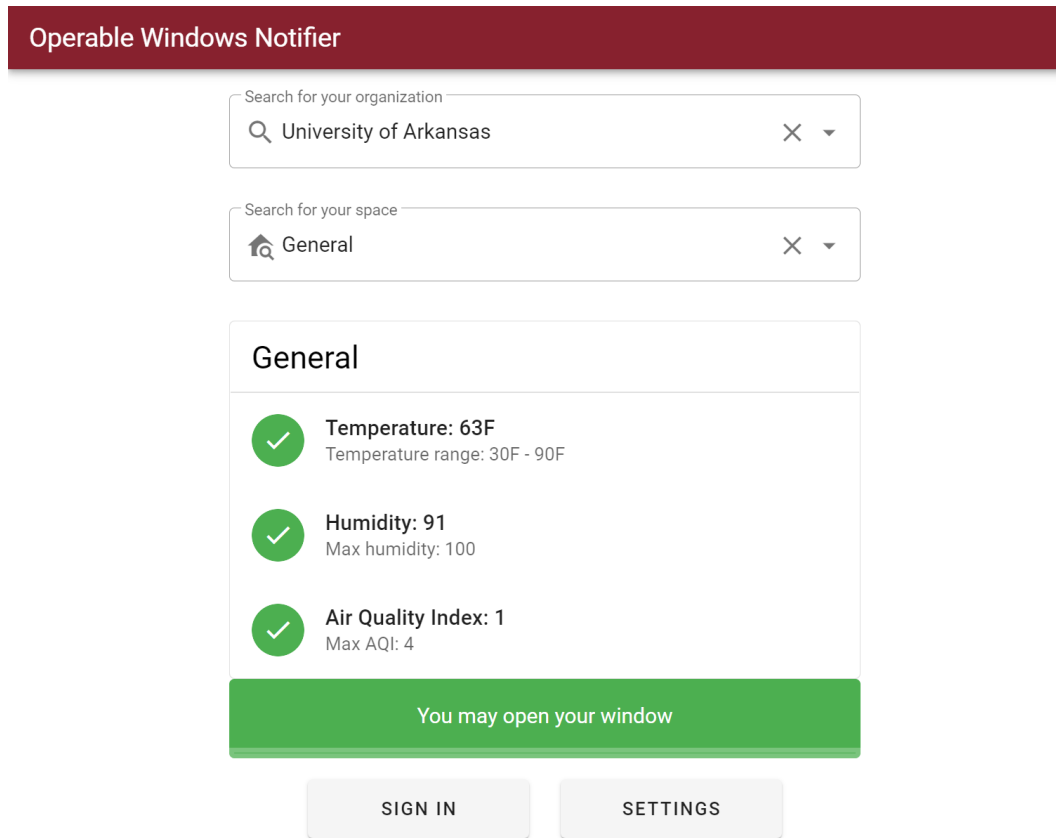 Operable Windows Notifier
Search for your organization
University of Arkansas
Search for your space
General
General
Temperature: 63F
Temperature range: 30F - 90F
Humidity: 91
Max humidity: 100
Air Quality Index: 1
Max AQI: 4
You may open your window
SIGN IN
SETTINGS